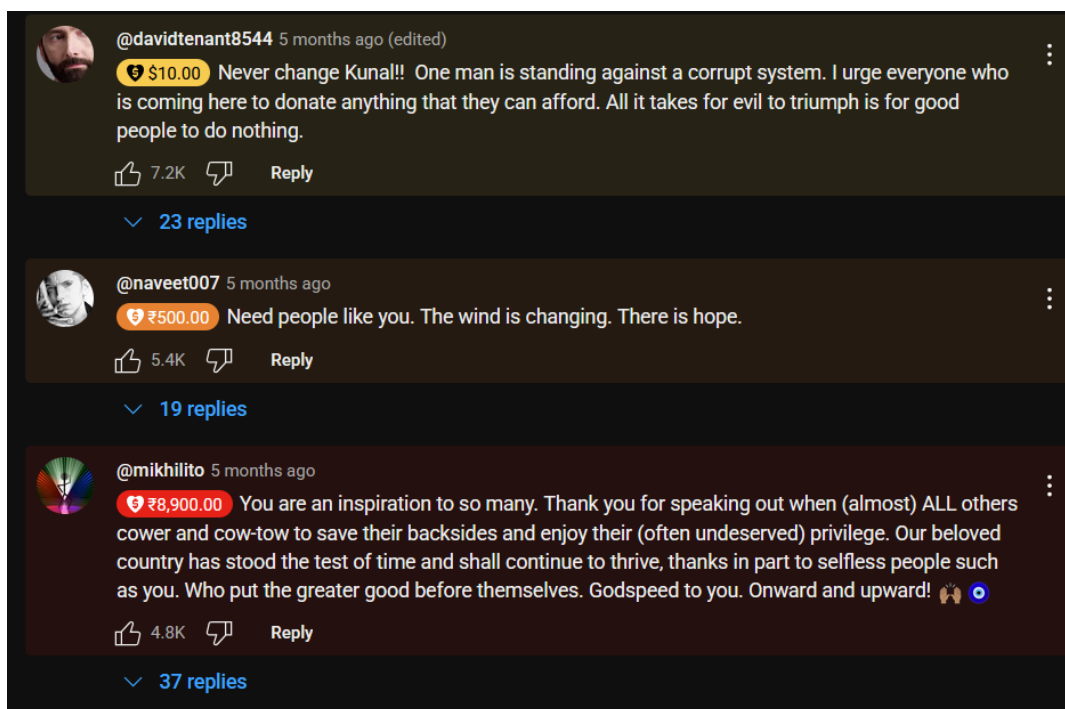 @davidtenant8544 5 months ago (edited)
$10.00 Never change Kunal!! One man is standing against a corrupt system. I urge everyone who
is coming here to donate anything that they can afford. All it takes for evil to triumph is for good
people to do nothing.
7.2K Reply
23 replies
@naveet007 5 months ago
₹500.00 Need people like you. The wind is changing. There is hope.
5.4K Reply
19 replies
@mikhilito 5 months ago
₹8,900.00 You are an inspiration to so many. Thank you for speaking out when (almost) ALL others
cower and cow-tow to save their backsides and enjoy their (often undeserved) privilege. Our beloved
country has stood the test of time and shall continue to thrive, thanks in part to selfless people such
as you. Who put the greater good before themselves. Godspeed to you. Onward and upward! 🙌🏽 🧿
4.8K Reply
37 replies